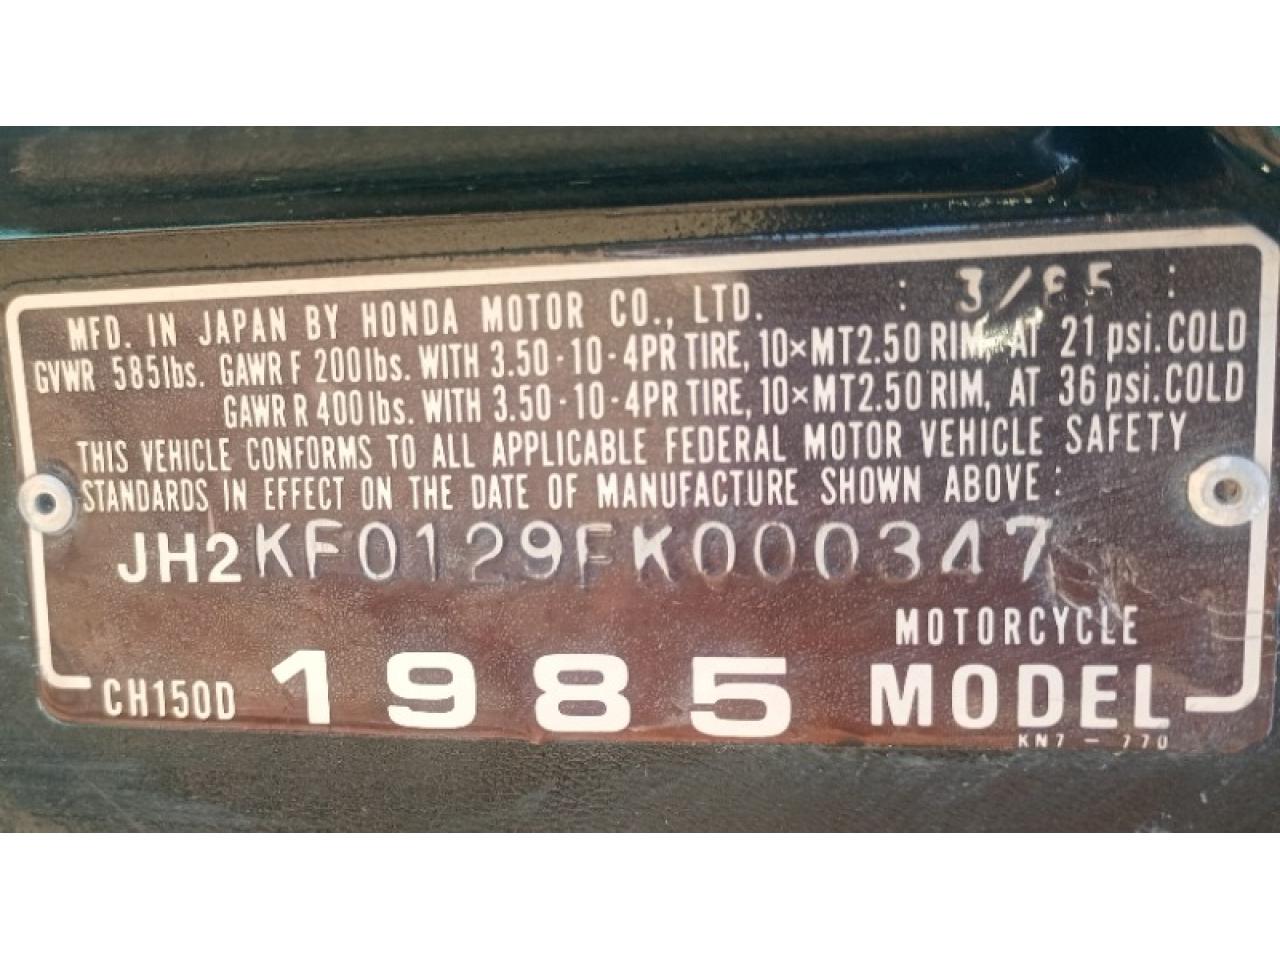 MFD. IN JAPAN BY HONDA MOTOR CO., LTD. : 3/85 :
GVWR 585lbs. GAWR F 200lbs. WITH 3.50-10-4PR TIRE, 10×MT2.50 RIM, AT 21 psi. COLD
GAWR R 400lbs. WITH 3.50-10-4PR TIRE, 10×MT2.50 RIM, AT 36 psi. COLD
THIS VEHICLE CONFORMS TO ALL APPLICABLE FEDERAL MOTOR VEHICLE SAFETY
STANDARDS IN EFFECT ON THE DATE OF MANUFACTURE SHOWN ABOVE:
JH2KF0129FK000347
MOTORCYCLE
CH150D 1985 MODEL
KN7-770